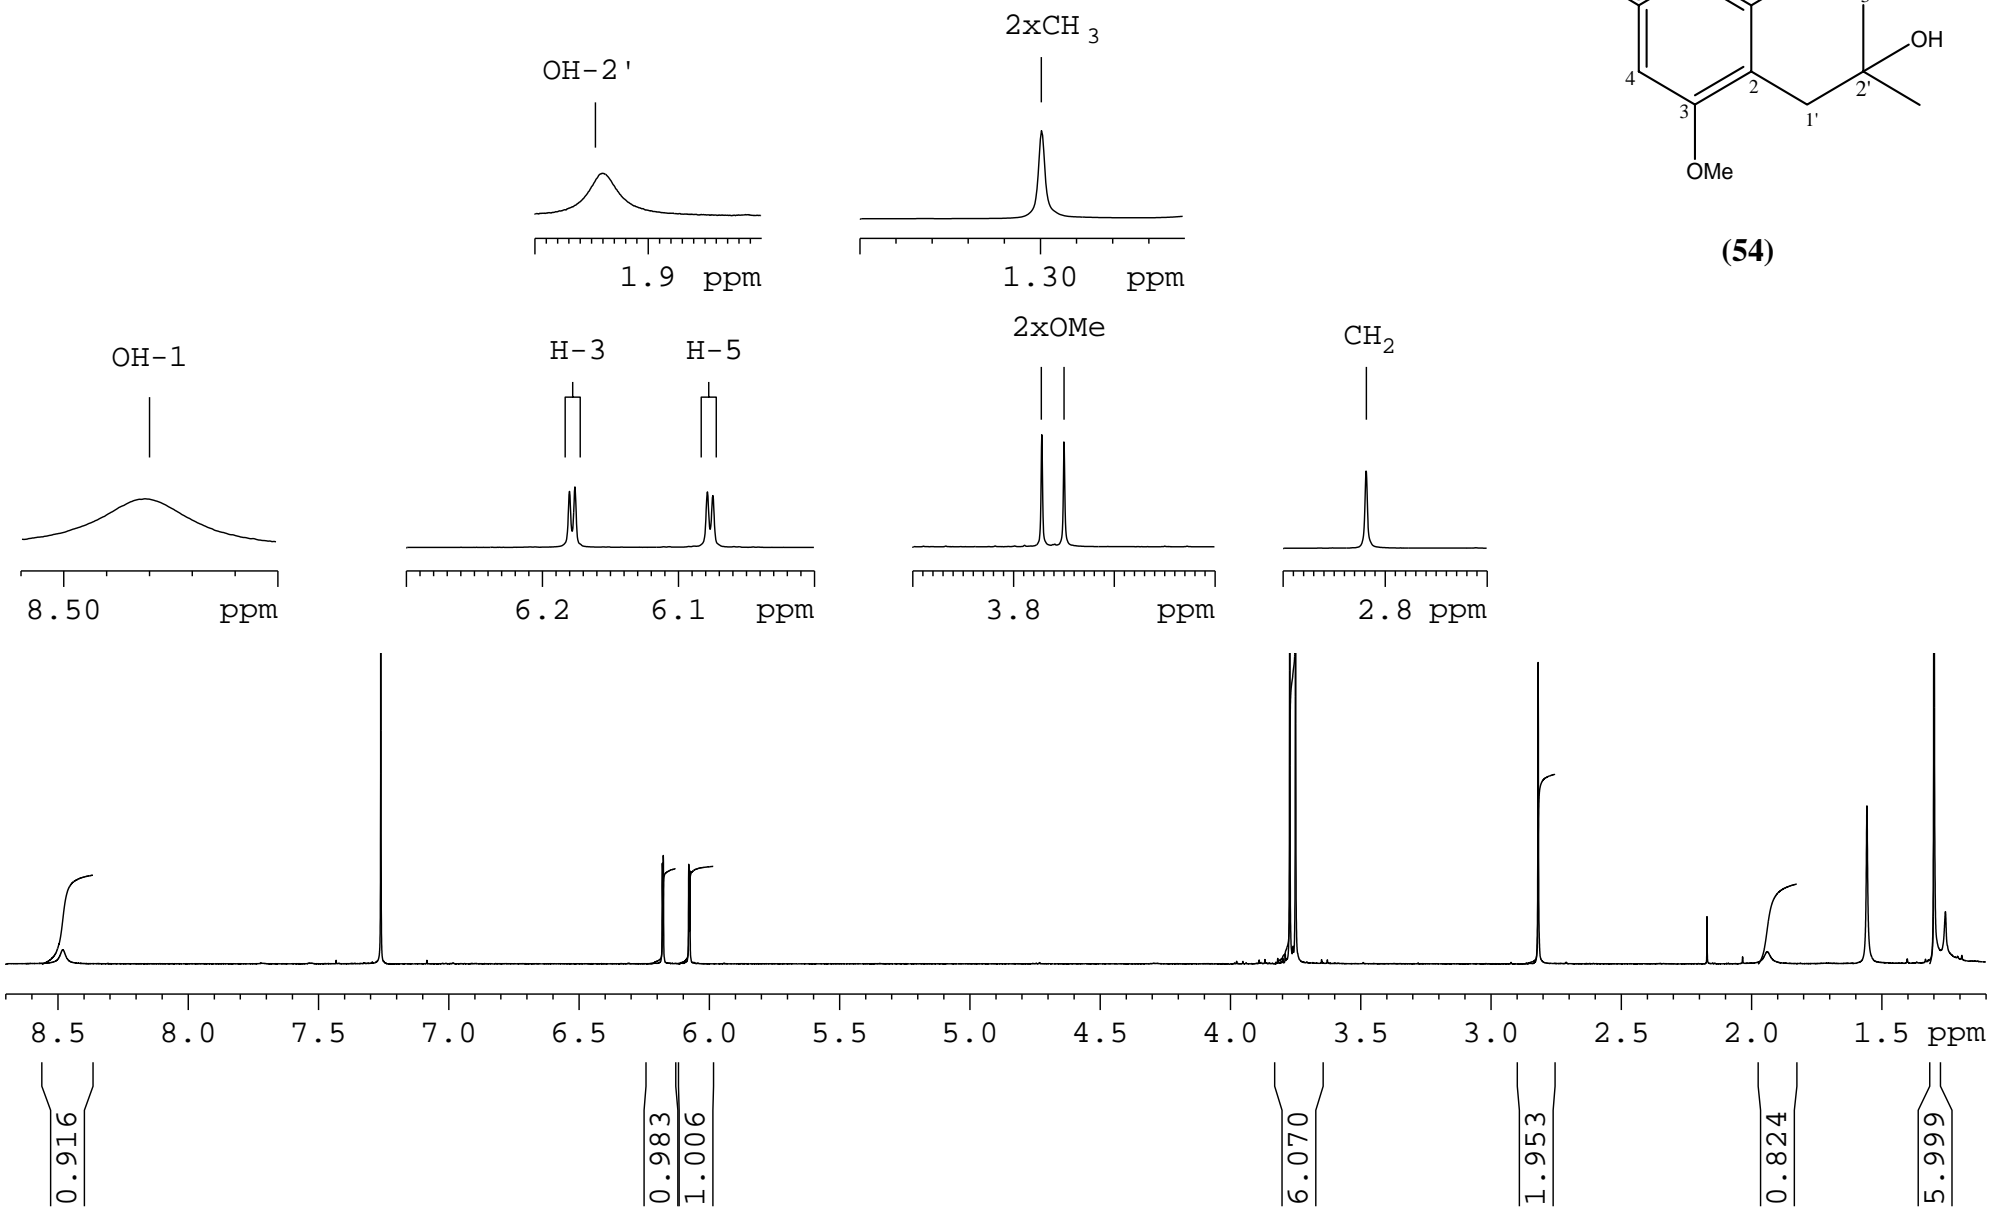 2xCH 3
OH-2'
OH
4
2
2'
3
1'
OMe
(54)
1.9 ppm
1.30 ppm
OH-1
H-3
H-5
2xOMe
CH2
8.50 ppm
6.2 6.1 ppm
3.8 ppm
2.8 ppm
8.5 8.0 7.5 7.0 6.5 6.0 5.5 5.0 4.5 4.0 3.5 3.0 2.5 2.0 1.5 ppm
0.916
0.983
1.006
6.070
1.953
0.824
5.999